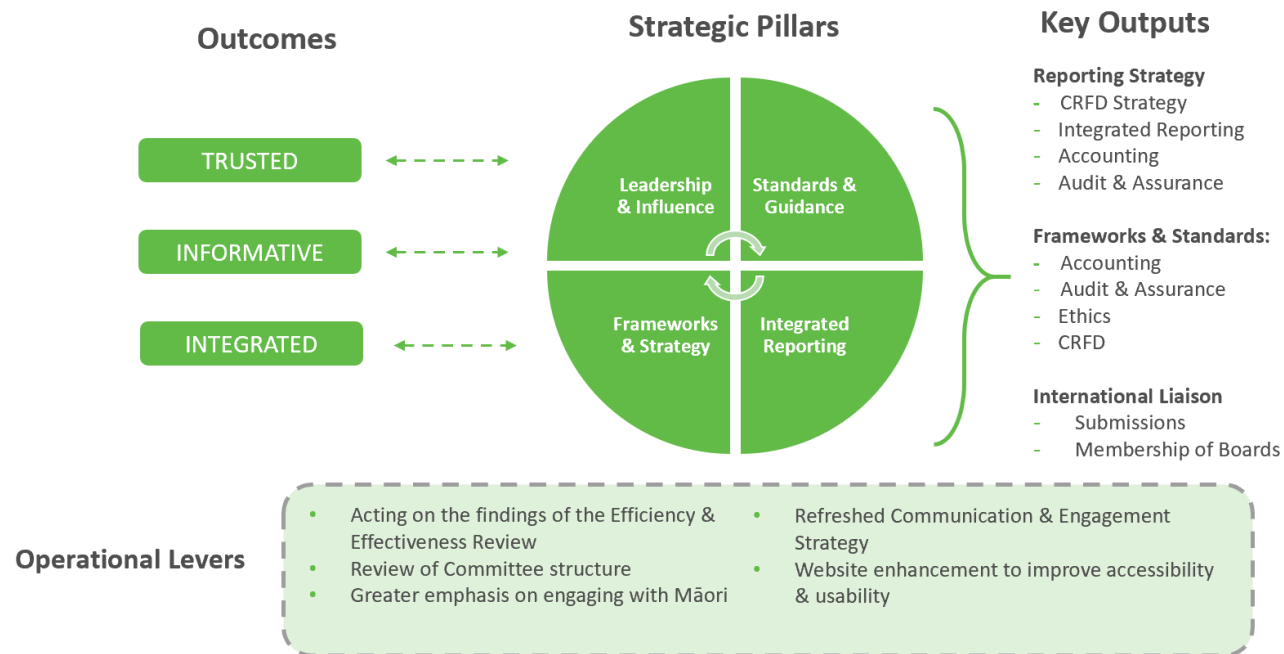 Outcomes
TRUSTED
INFORMATIVE
INTEGRATED
Strategic Pillars
Leadership
& Influence
Standards &
Guidance
Frameworks
& Strategy
Integrated
Reporting
Key Outputs
Reporting Strategy
- CRFD Strategy
- Integrated Reporting
- Accounting
- Audit & Assurance
Frameworks & Standards:
- Accounting
- Audit & Assurance
- Ethics
- CRFD
International Liaison
- Submissions
- Membership of Boards
Operational Levers
• Acting on the findings of the Efficiency &
Effectiveness Review
• Review of Committee structure
• Greater emphasis on engaging with Māori
• Refreshed Communication & Engagement
Strategy
• Website enhancement to improve accessibility
& usability